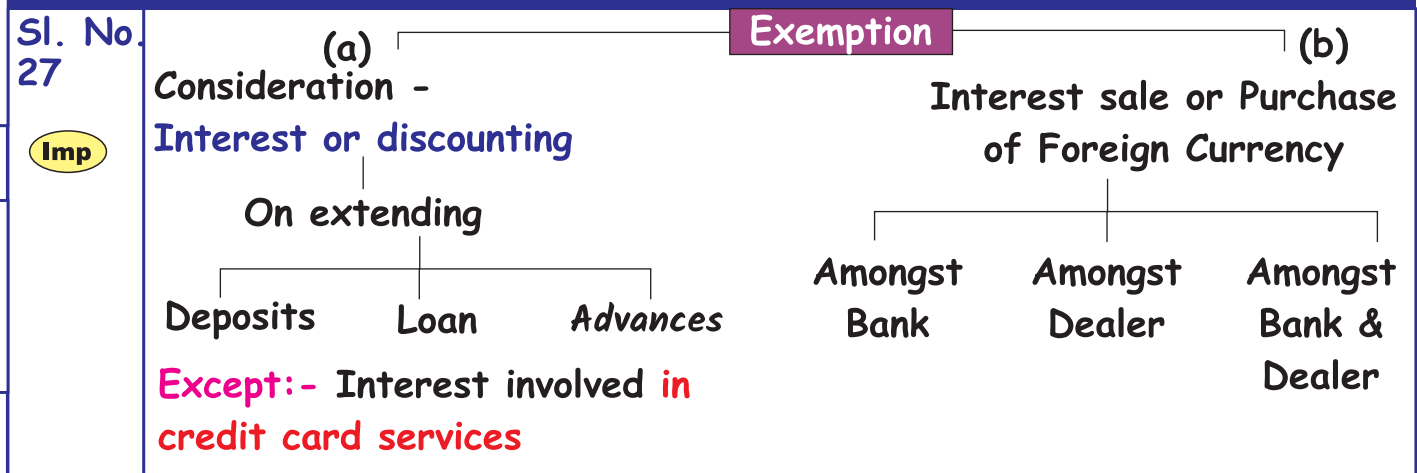 Sl. No.
27
Imp
Exemption
(a)
Consideration -
Interest or discounting
On extending
Deposits
Loan
Advances
Except:- Interest involved in
credit card services
(b)
Interest sale or Purchase
of Foreign Currency
Amongst
Bank
Amongst
Dealer
Amongst
Bank &
Dealer